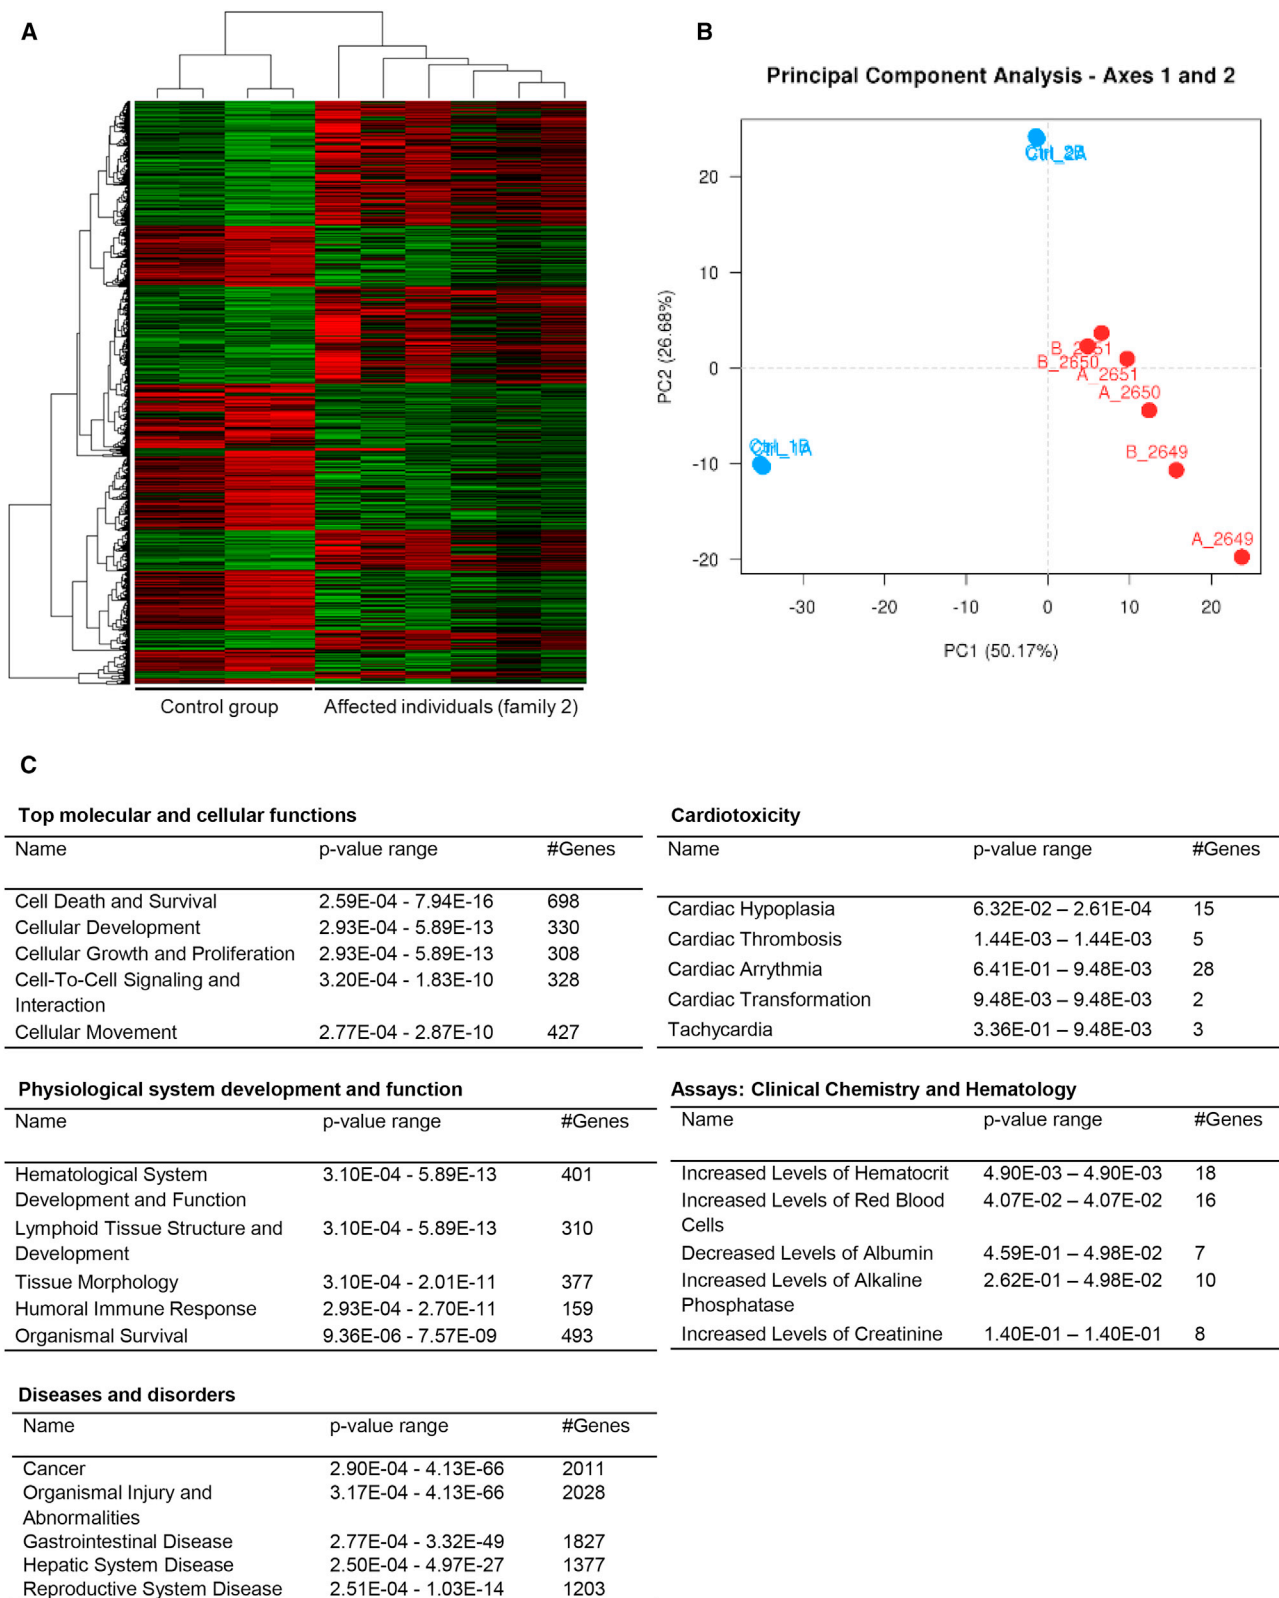 A
Control group
Affected individuals (family 2)
B
Principal Component Analysis - Axes 1 and 2
PC2 (26.68%)
20
10
0
-10
-20
Ctrl_2B
Ctrl_2A
B_2651
B_2650
A_2651
A_2650
Ctrl_1B
Ctrl_1A
B_2649
A_2649
-30
-20
-10
0
10
20
PC1 (50.17%)
C
Top molecular and cellular functions
Name p-value range #Genes
Cell Death and Survival 2.59E-04 - 7.94E-16 698
Cellular Development 2.93E-04 - 5.89E-13 330
Cellular Growth and Proliferation 2.93E-04 - 5.89E-13 308
Cell-To-Cell Signaling and 3.20E-04 - 1.83E-10 328
Interaction
Cellular Movement 2.77E-04 - 2.87E-10 427
Cardiotoxicity
Name p-value range #Genes
Cardiac Hypoplasia 6.32E-02 – 2.61E-04 15
Cardiac Thrombosis 1.44E-03 – 1.44E-03 5
Cardiac Arrythmia 6.41E-01 – 9.48E-03 28
Cardiac Transformation 9.48E-03 – 9.48E-03 2
Tachycardia 3.36E-01 – 9.48E-03 3
Physiological system development and function
Name p-value range #Genes
Hematological System 3.10E-04 - 5.89E-13 401
Development and Function
Lymphoid Tissue Structure and 3.10E-04 - 5.89E-13 310
Development
Tissue Morphology 3.10E-04 - 2.01E-11 377
Humoral Immune Response 2.93E-04 - 2.70E-11 159
Organismal Survival 9.36E-06 - 7.57E-09 493
Assays: Clinical Chemistry and Hematology
Name p-value range #Genes
Increased Levels of Hematocrit 4.90E-03 – 4.90E-03 18
Increased Levels of Red Blood 4.07E-02 – 4.07E-02 16
Cells
Decreased Levels of Albumin 4.59E-01 – 4.98E-02 7
Increased Levels of Alkaline 2.62E-01 – 4.98E-02 10
Phosphatase
Increased Levels of Creatinine 1.40E-01 – 1.40E-01 8
Diseases and disorders
Name p-value range #Genes
Cancer 2.90E-04 - 4.13E-66 2011
Organismal Injury and 3.17E-04 - 4.13E-66 2028
Abnormalities
Gastrointestinal Disease 2.77E-04 - 3.32E-49 1827
Hepatic System Disease 2.50E-04 - 4.97E-27 1377
Reproductive System Disease 2.51E-04 - 1.03E-14 1203